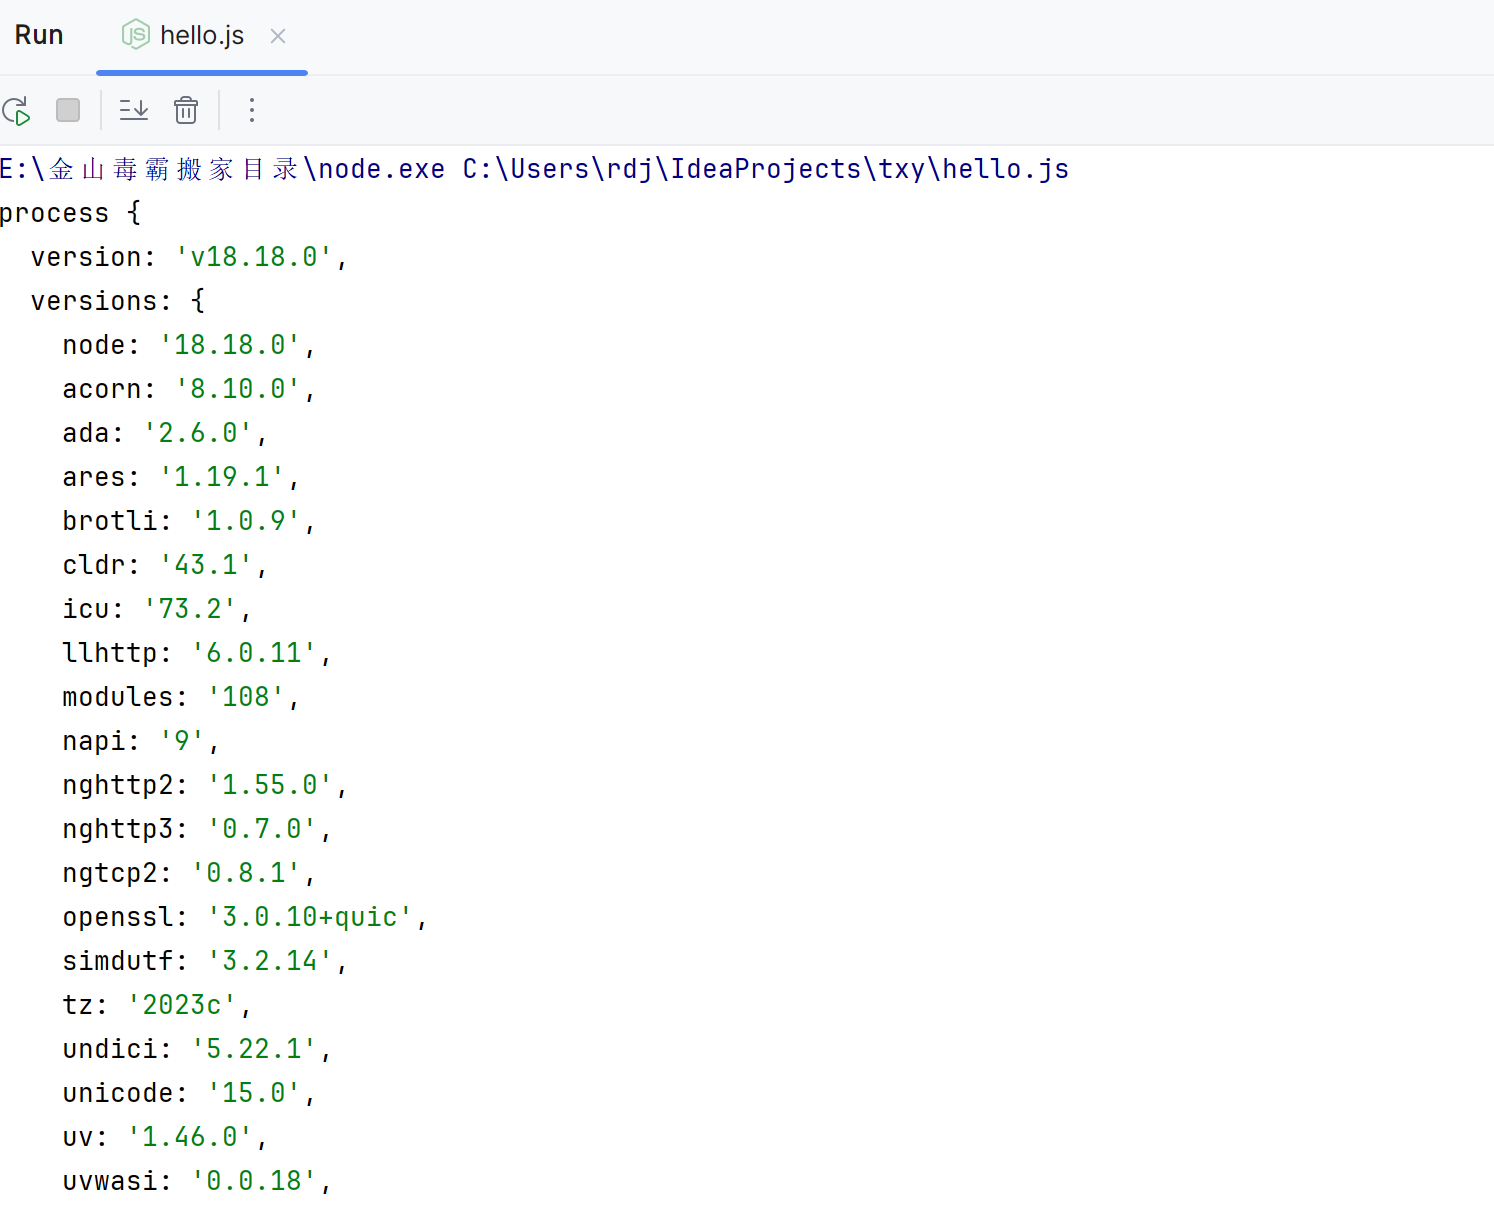 Run hello.js
E:\金山毒霸搬家目录\node.exe C:\Users\rdj\IdeaProjects\txy\hello.js
process {
  version: 'v18.18.0',
  versions: {
    node: '18.18.0',
    acorn: '8.10.0',
    ada: '2.6.0',
    ares: '1.19.1',
    brotli: '1.0.9',
    cldr: '43.1',
    icu: '73.2',
    llhttp: '6.0.11',
    modules: '108',
    napi: '9',
    nghttp2: '1.55.0',
    nghttp3: '0.7.0',
    ngtcp2: '0.8.1',
    openssl: '3.0.10+quic',
    simdutf: '3.2.14',
    tz: '2023c',
    undici: '5.22.1',
    unicode: '15.0',
    uv: '1.46.0',
    uvwasi: '0.0.18',